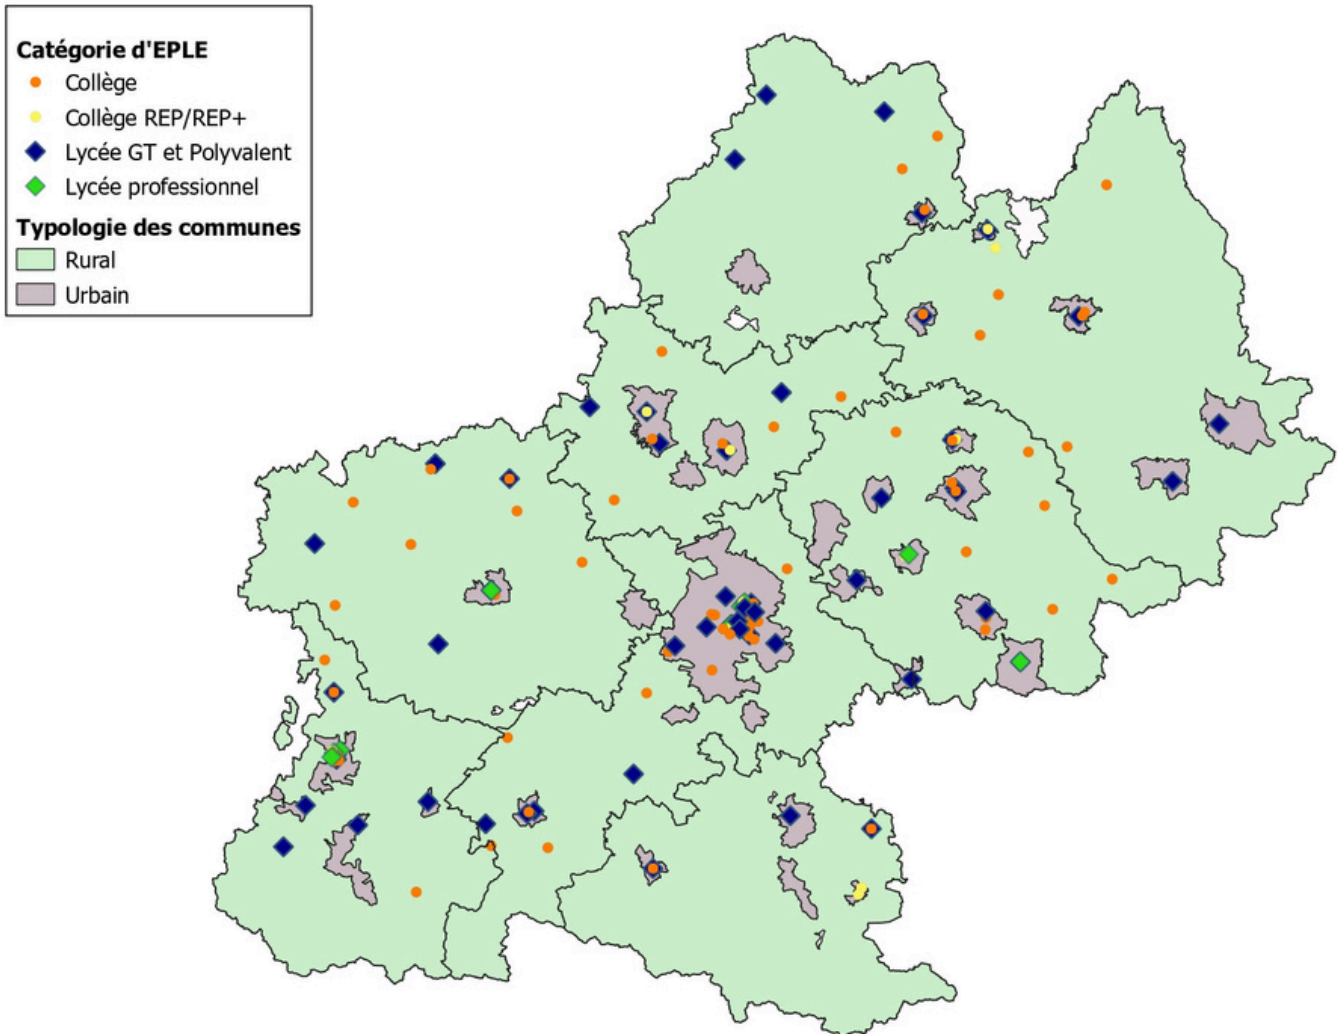 Catégorie d'EPLE
Collège
Collège REP/REP+
Lycée GT et Polyvalent
Lycée professionnel
Typologie des communes
Rural
Urbain